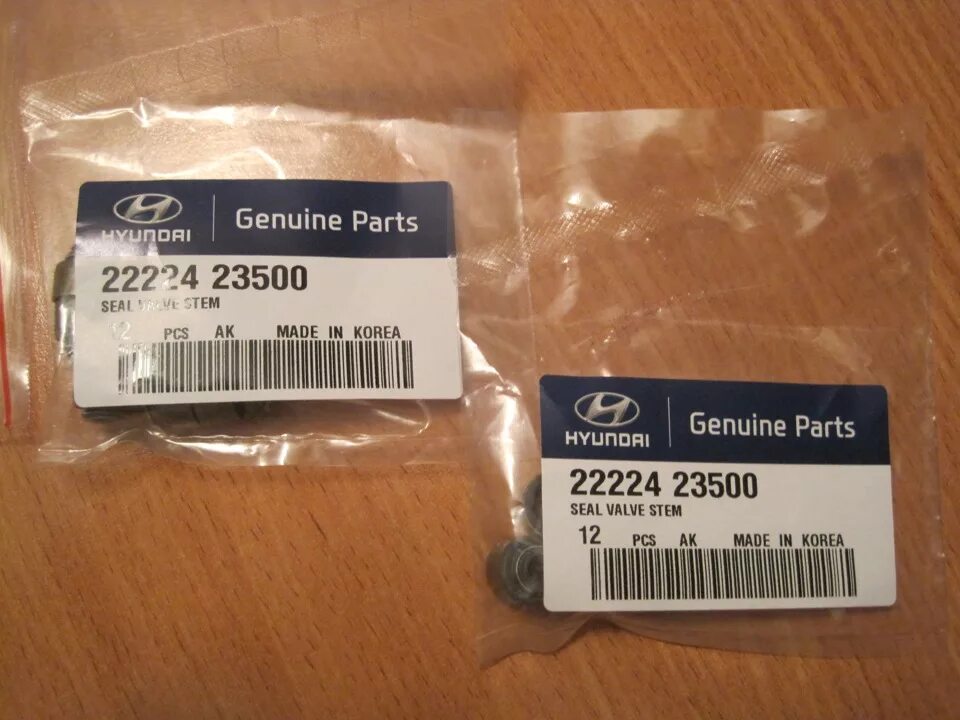 HYUNDAI
Genuine Parts
22224 23500
SEAL VALVE STEM
12 PCS AK MADE IN KOREA
HYUNDAI
Genuine Parts
22224 23500
SEAL VALVE STEM
12 PCS AK MADE IN KOREA